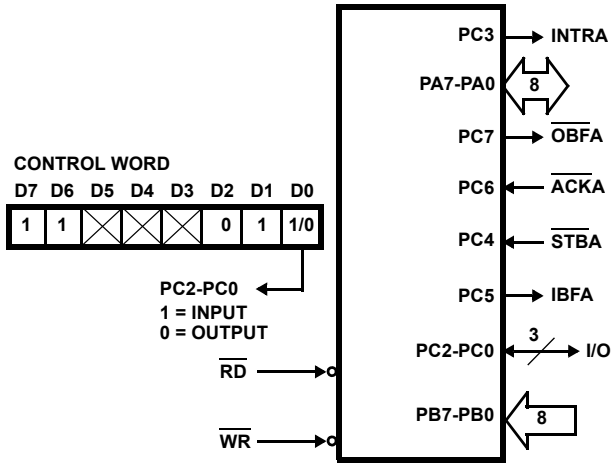 PC3 INTRA
PA7-PA0 8
PC7 OBFA
CONTROL WORD
D7 D6 D5 D4 D3 D2 D1 D0
1 1 0 1 1/0
PC6 ACKA
PC4 STBA
PC2-PC0
1 = INPUT
0 = OUTPUT
PC5 IBFA
PC2-PC0 3 I/O
RD
PB7-PB0 8
WR